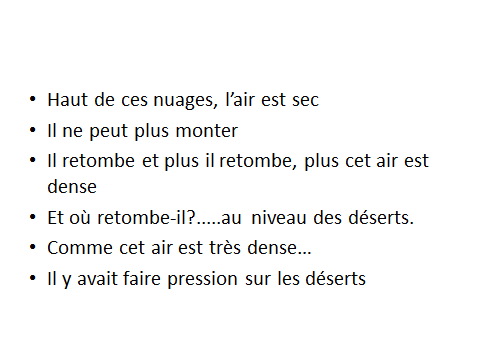 • Haut de ces nuages, l’air est sec
• Il ne peut plus monter
• Il retombe et plus il retombe, plus cet air est
dense
• Et où retombe-il?.....au niveau des déserts.
• Comme cet air est très dense…
• Il y avait faire pression sur les déserts